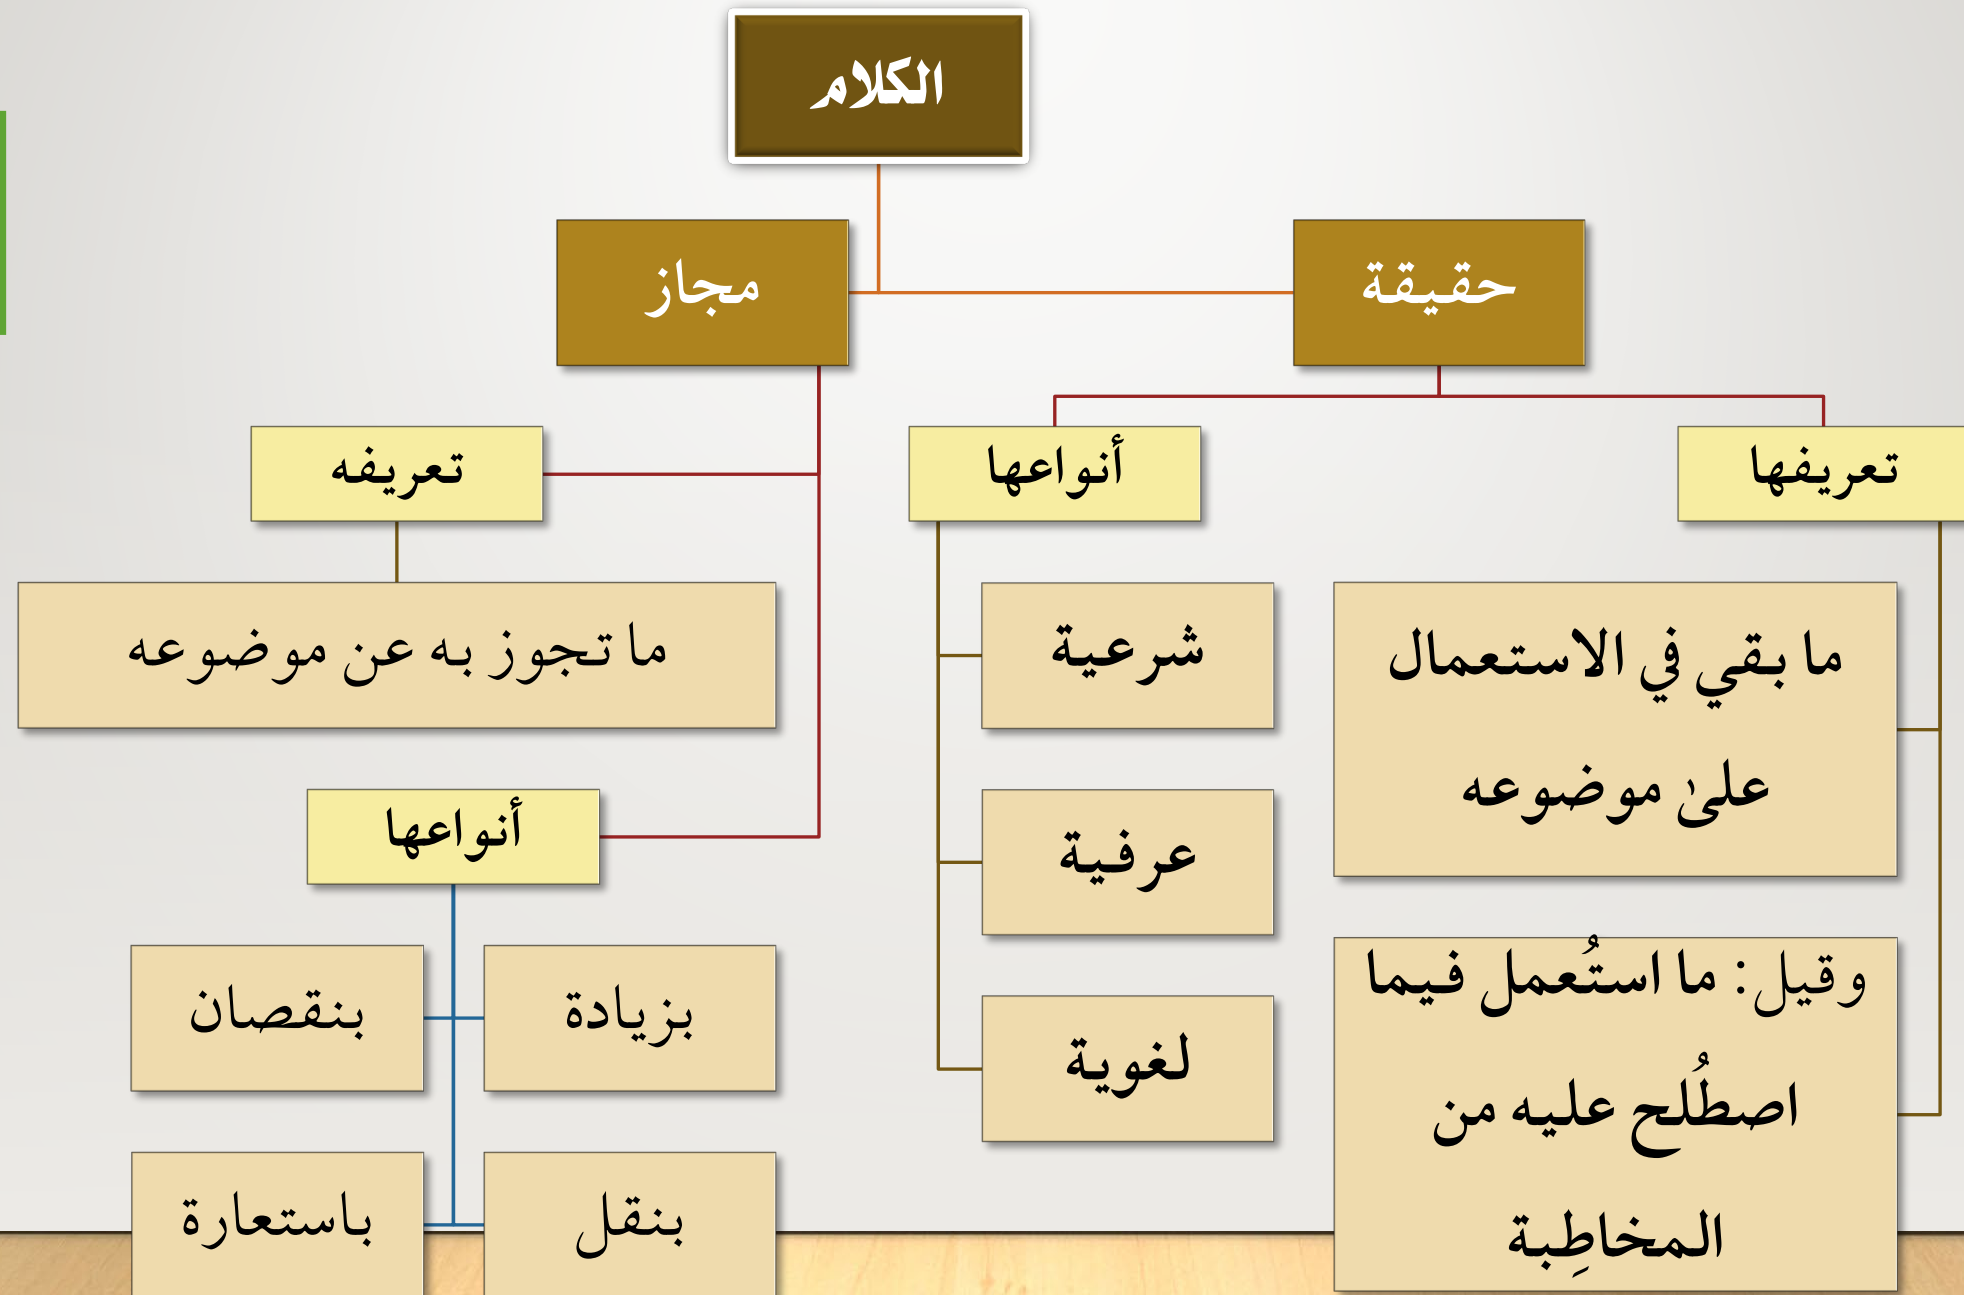 الكلام
حقيقة
تعريفها
ما بقي في الاستعمال
علىٰ موضوعه
وقيل: ما استُعمل فيما
اصطُلح عليه من
المخاطِبة
أنواعها
شرعية
عرفية
لغوية
مجاز
تعريفه
ما تجوز به عن موضوعه
أنواعها
بزيادة
بنقصان
بنقل
باستعارة